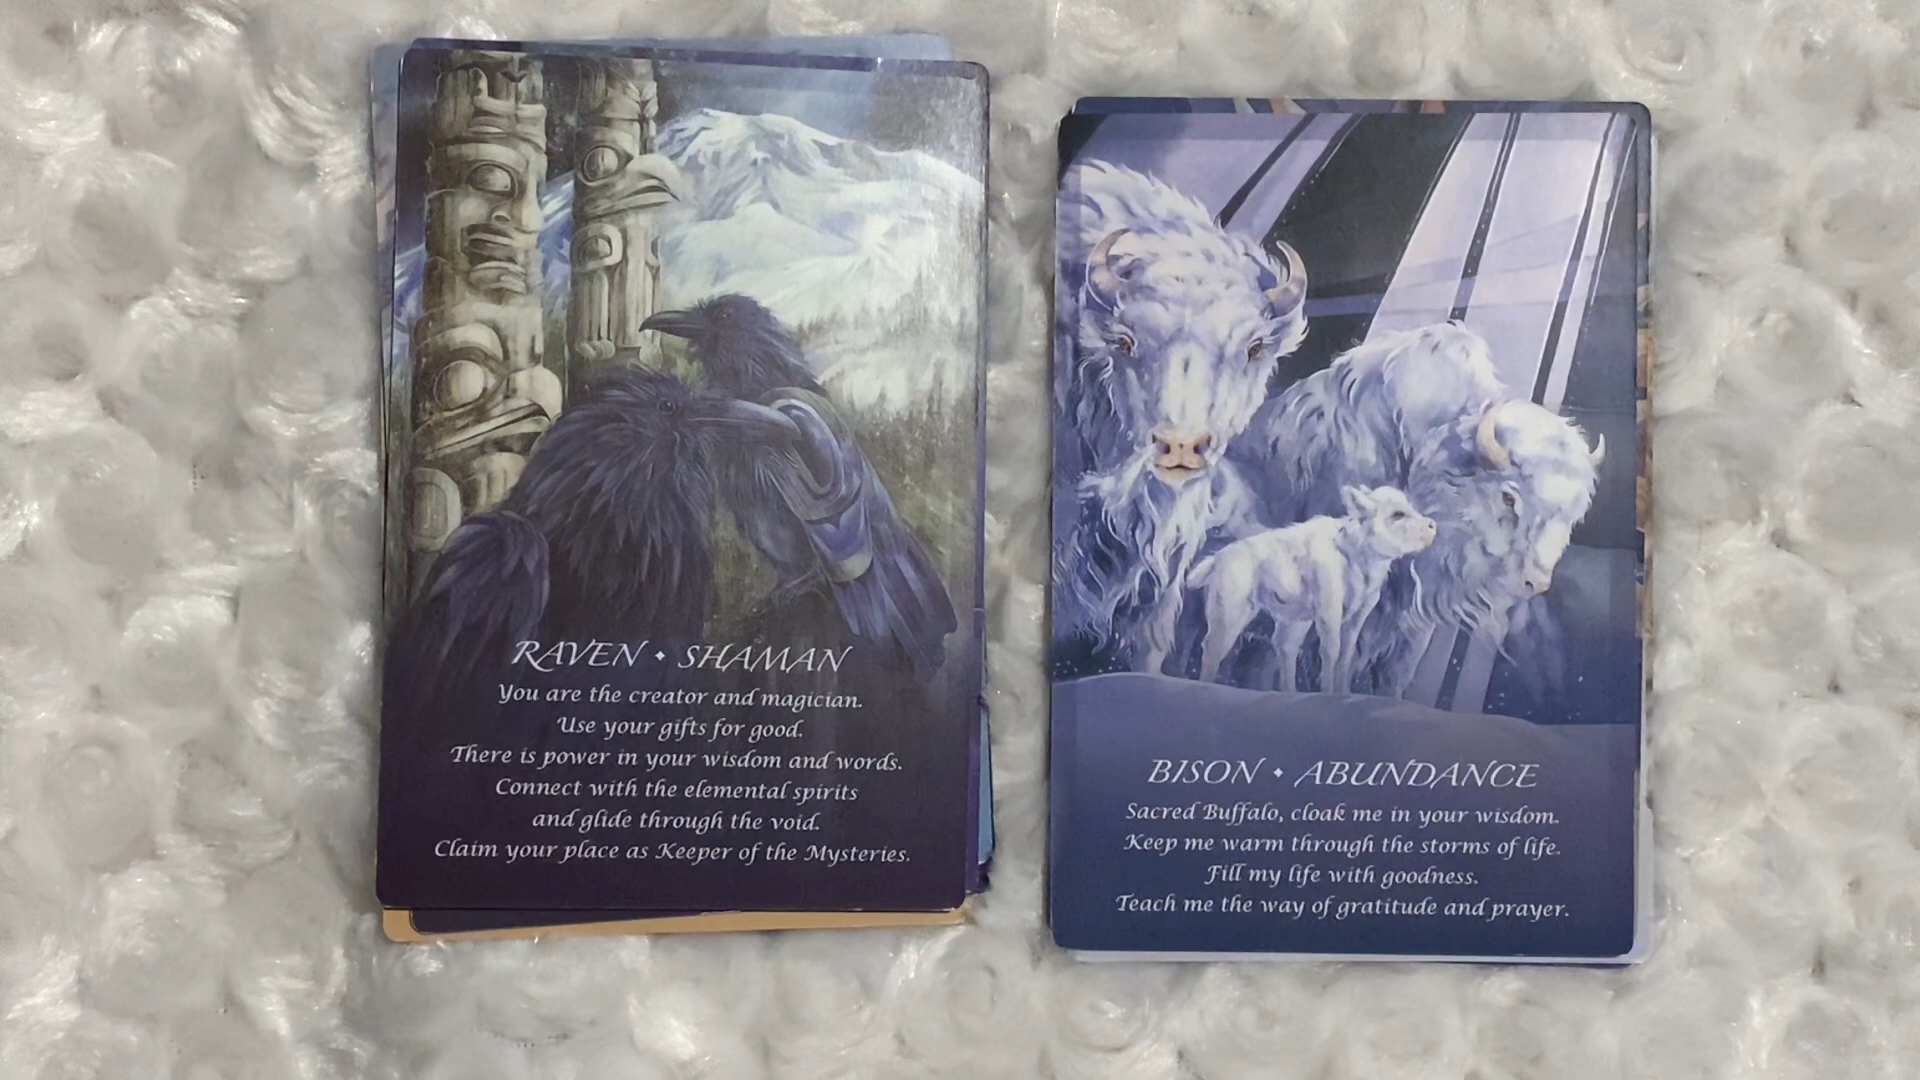 RAVEN • SHAMAN
You are the creator and magician.
Use your gifts for good.
There is power in your wisdom and words.
Connect with the elemental spirits
and glide through the void.
Claim your place as Keeper of the Mysteries.
BISON • ABUNDANCE
Sacred Buffalo, cloak me in your wisdom.
Keep me warm through the storms of life.
Fill my life with goodness.
Teach me the way of gratitude and prayer.